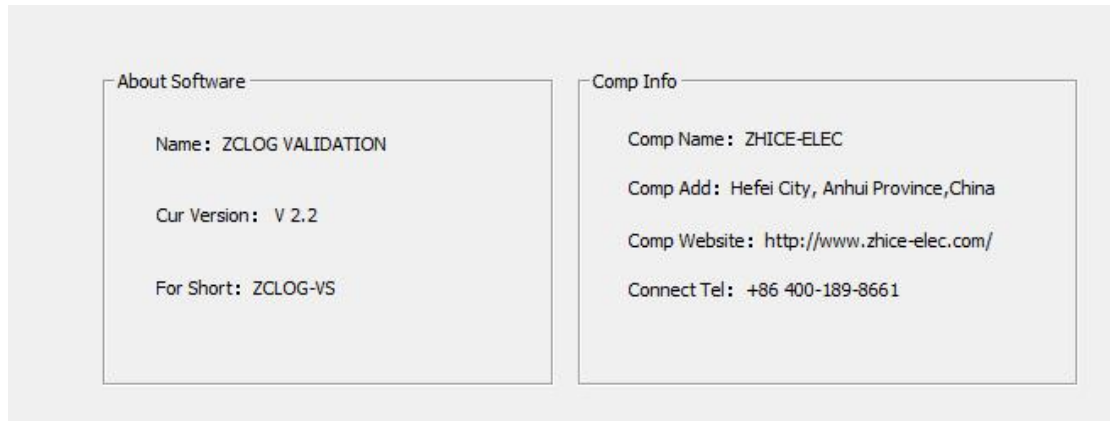 About Software
Name：ZCLOG VALIDATION
Cur Version： V 2.2
For Short：ZCLOG-VS
Comp Info
Comp Name：ZHICE-ELEC
Comp Add：Hefei City, Anhui Province,China
Comp Website：http://www.zhice-elec.com/
Connect Tel：+86 400-189-8661